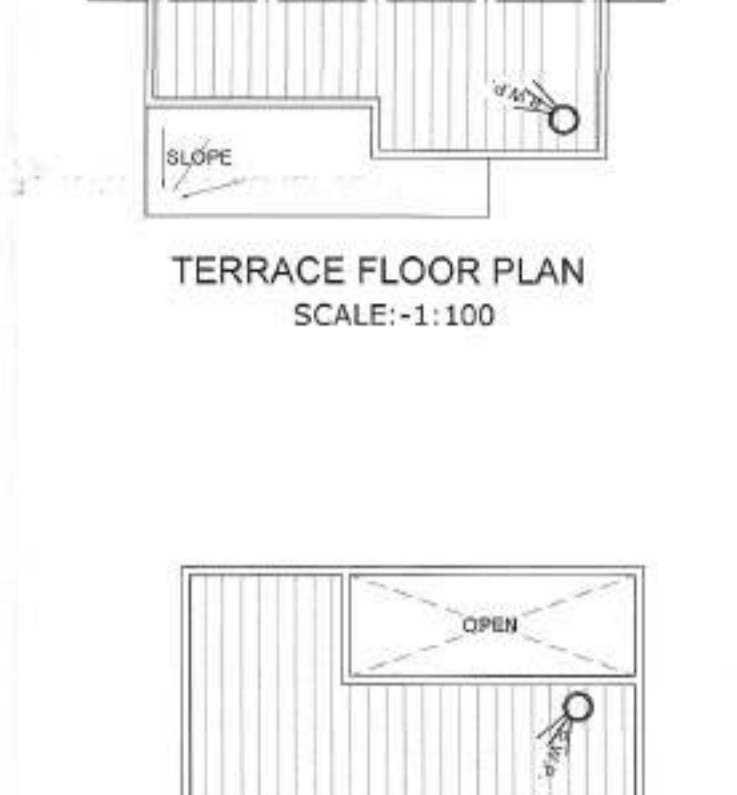 R.W.P.
SLOPE
TERRACE FLOOR PLAN
SCALE:-1:100
OPEN
R.W.P.